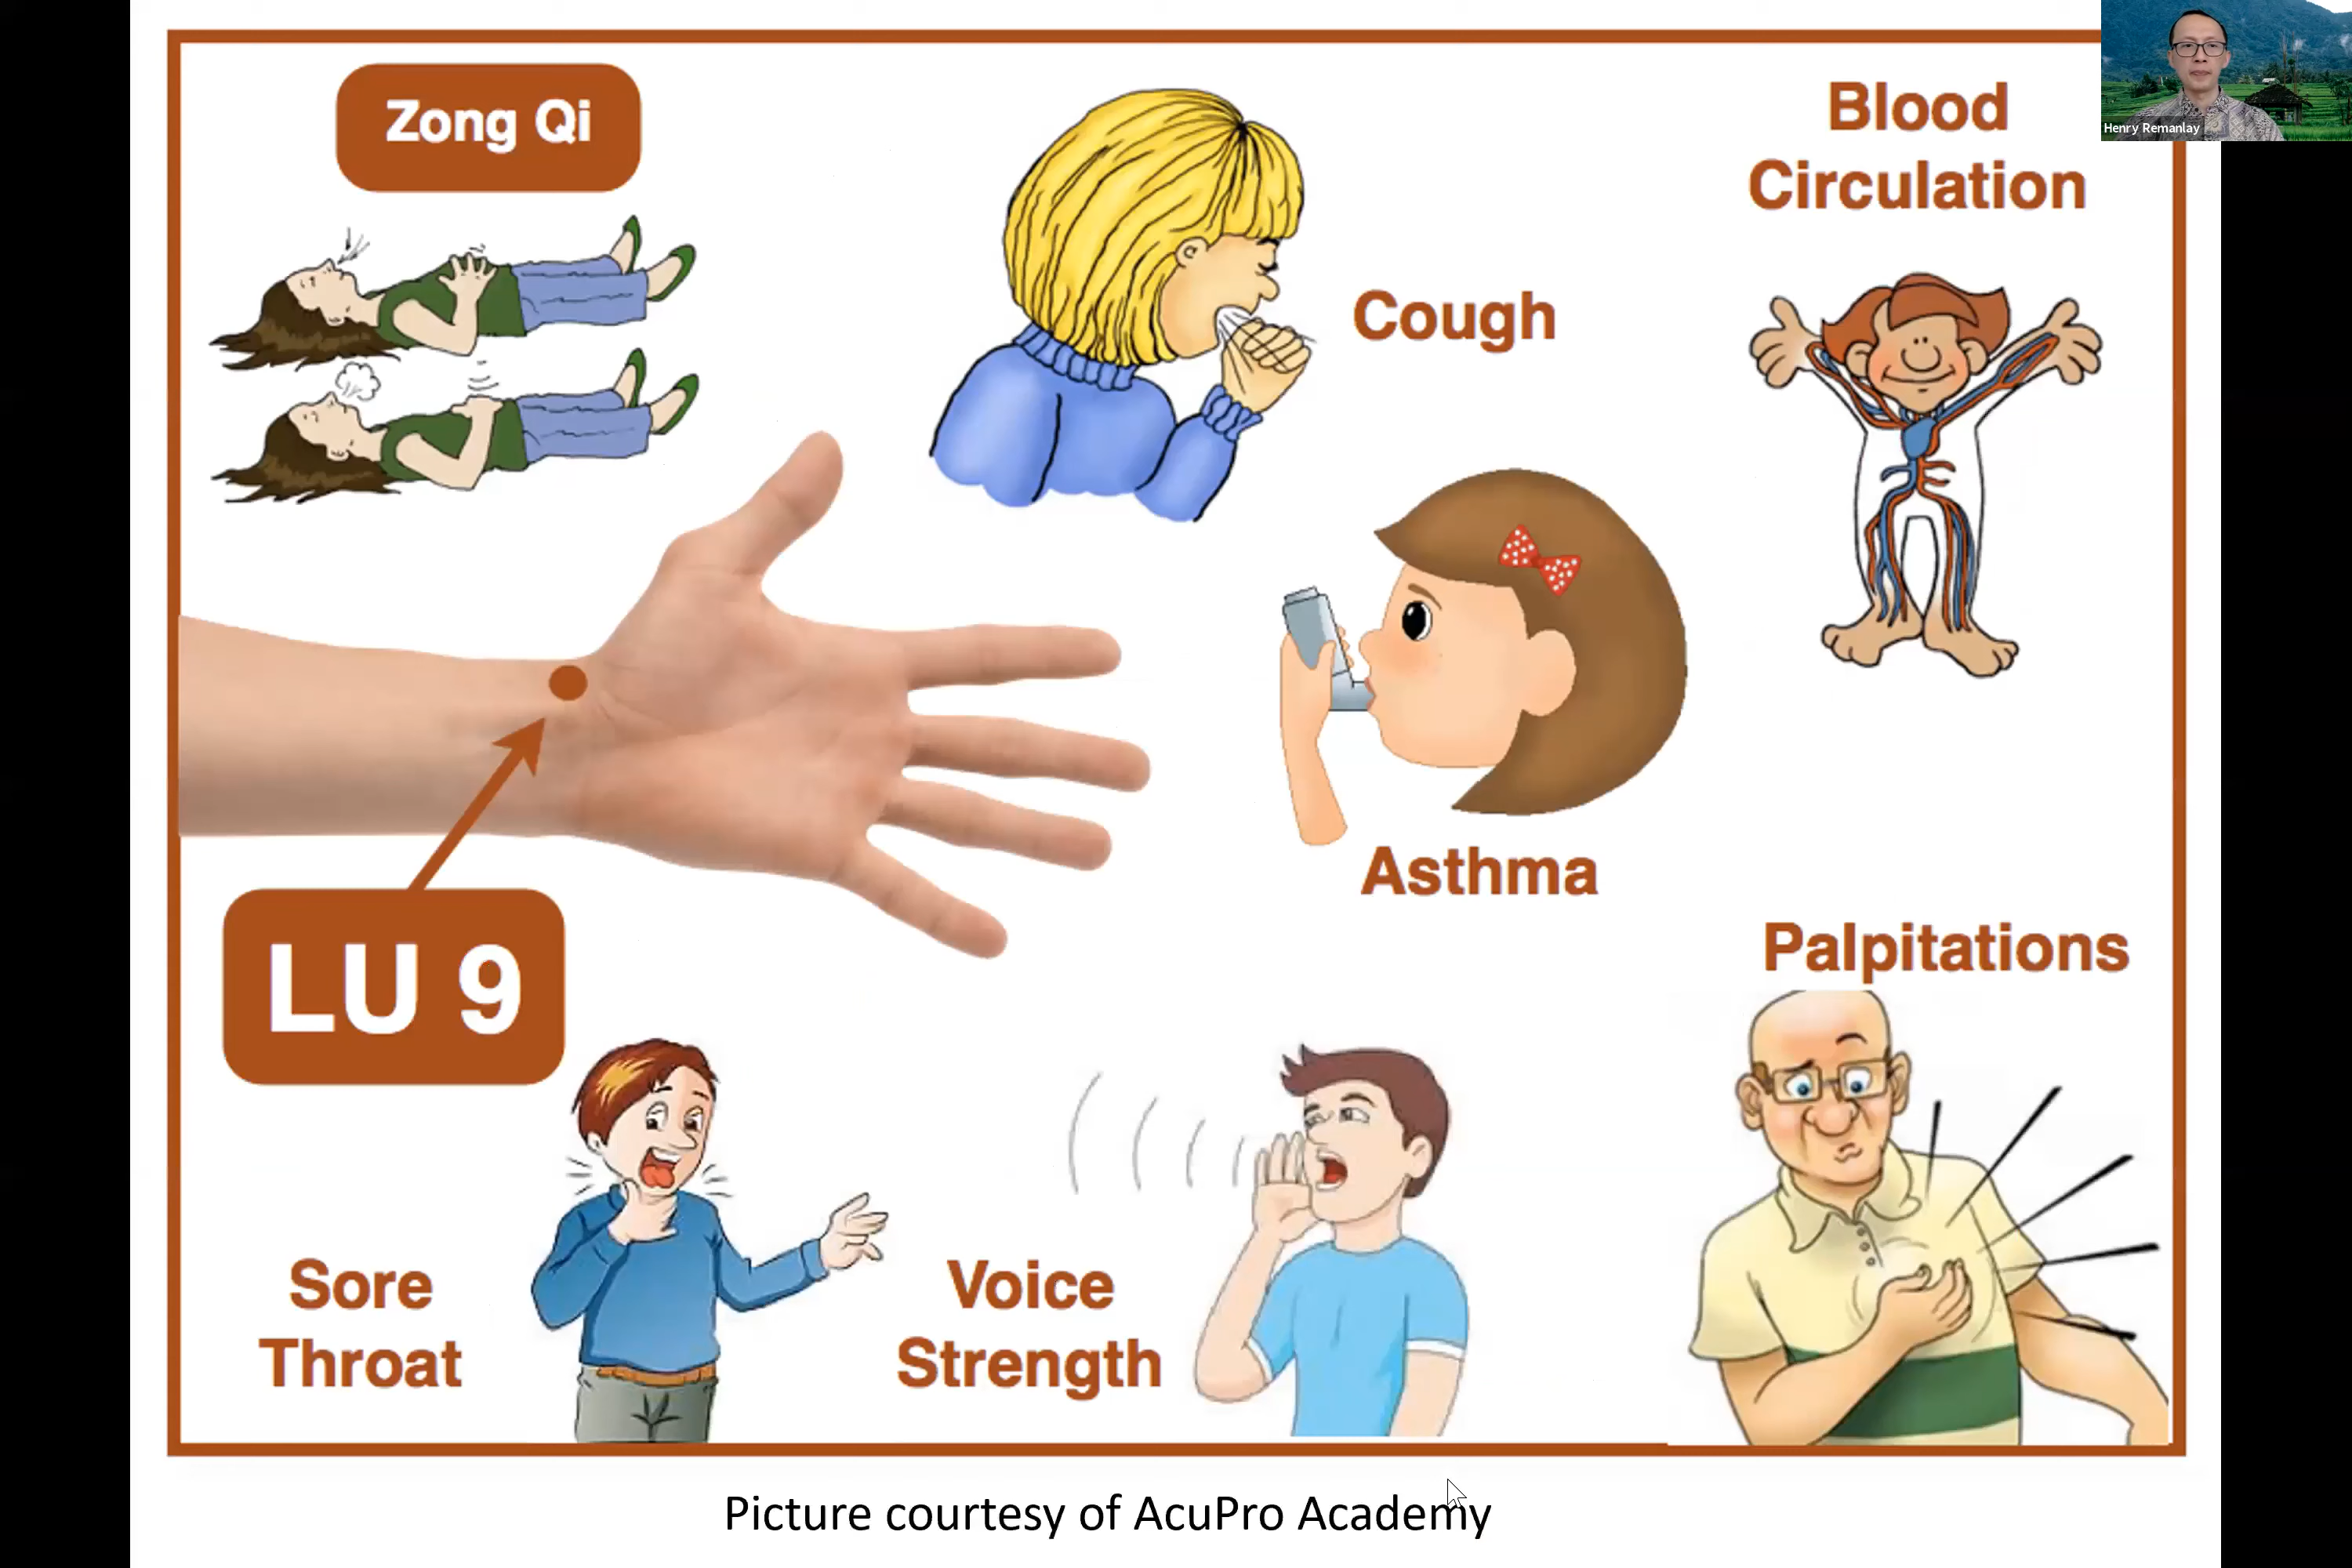 Zong Qi
Blood
Circulation
Henry Remanlay
Cough
Asthma
LU 9
Palpitations
Sore
Throat
Voice
Strength
Picture courtesy of AcuPro Academy